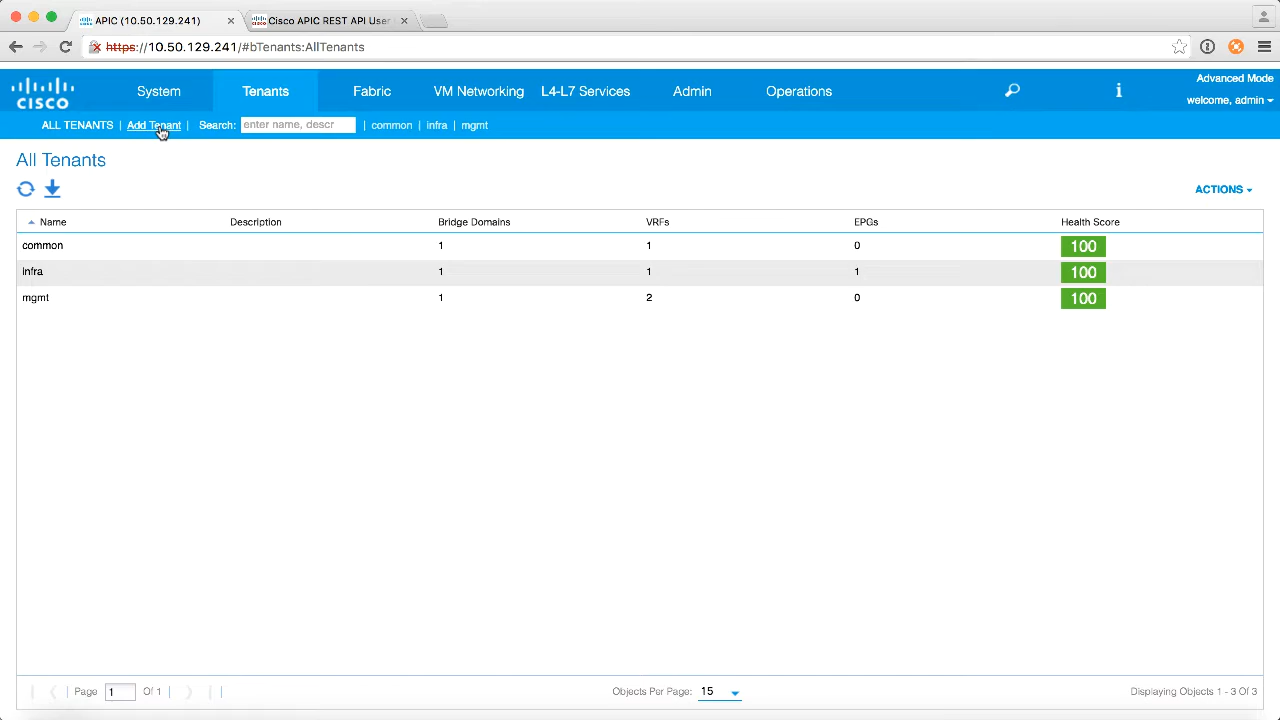 APIC (10.50.129.241) × Cisco APIC REST API User ×
https://10.50.129.241/#bTenants:AllTenants
CISCO System Tenants Fabric VM Networking L4-L7 Services Admin Operations i Advanced Mode
welcome, admin
ALL TENANTS | Add Tenant | Search: enter name, descr | common | infra | mgmt
All Tenants
ACTIONS
Name Description Bridge Domains VRFs EPGs Health Score
common 1 1 0 100
infra 1 1 1 100
mgmt 1 2 0 100
Page 1 Of 1 Objects Per Page: 15 Displaying Objects 1 - 3 Of 3